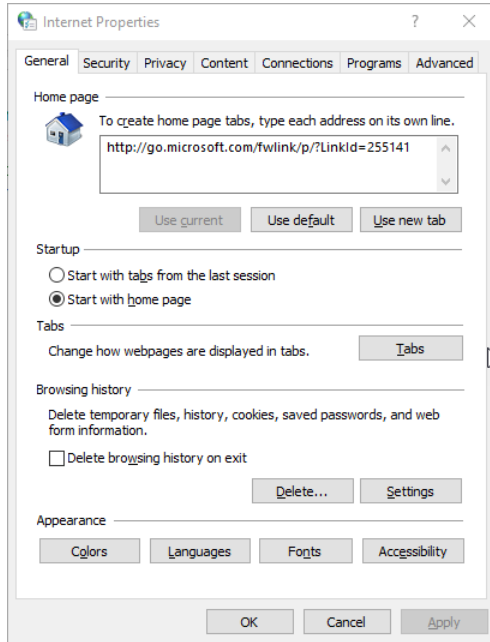 Internet Properties
?
General Security Privacy Content Connections Programs Advanced
Home page
To create home page tabs, type each address on its own line.
http://go.microsoft.com/fwlink/p/?LinkId=255141
Use current Use default Use new tab
Startup
Start with tabs from the last session
Start with home page
Tabs
Change how webpages are displayed in tabs. Tabs
Browsing history
Delete temporary files, history, cookies, saved passwords, and web
form information.
Delete browsing history on exit
Delete... Settings
Appearance
Colors Languages Fonts Accessibility
OK Cancel Apply